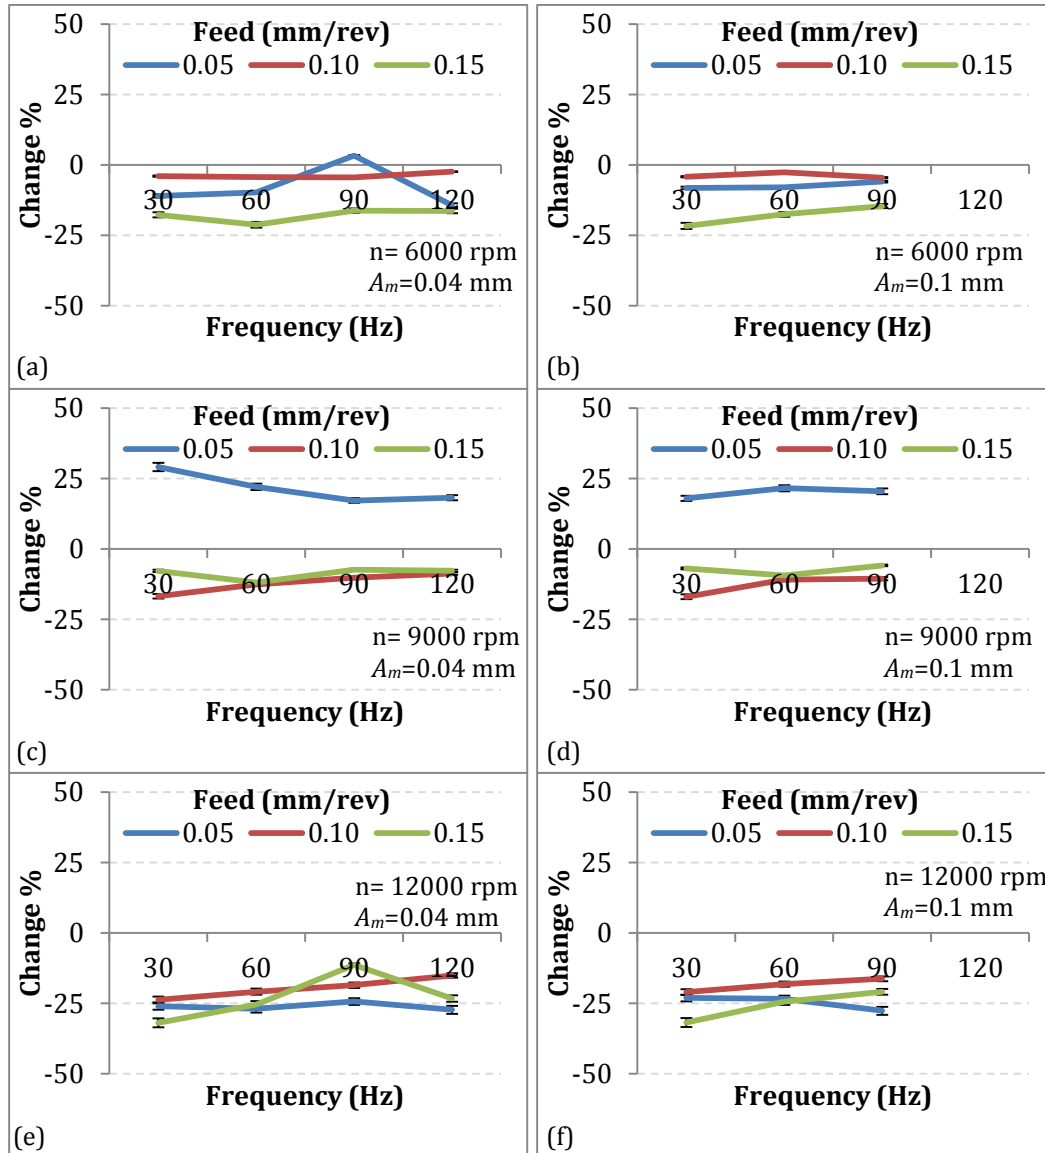 50
Feed (mm/rev)
0.05 0.10 0.15
25
0
-25
-50
Change %
30 60 90 120
n= 6000 rpm
Am=0.04 mm
Frequency (Hz)
(a)
50
Feed (mm/rev)
0.05 0.10 0.15
25
0
-25
-50
Change %
30 60 90 120
n= 6000 rpm
Am=0.1 mm
Frequency (Hz)
(b)
50
Feed (mm/rev)
0.05 0.10 0.15
25
0
-25
-50
Change %
30 60 90 120
n= 9000 rpm
Am=0.04 mm
Frequency (Hz)
(c)
50
Feed (mm/rev)
0.05 0.10 0.15
25
0
-25
-50
Change %
30 60 90 120
n= 9000 rpm
Am=0.1 mm
Frequency (Hz)
(d)
50
Feed (mm/rev)
0.05 0.10 0.15
25
0
-25
-50
Change %
n= 12000 rpm
Am=0.04 mm
30 60 90 120
Frequency (Hz)
(e)
50
Feed (mm/rev)
0.05 0.10 0.15
25
0
-25
-50
Change %
n= 12000 rpm
Am=0.1 mm
30 60 90 120
Frequency (Hz)
(f)